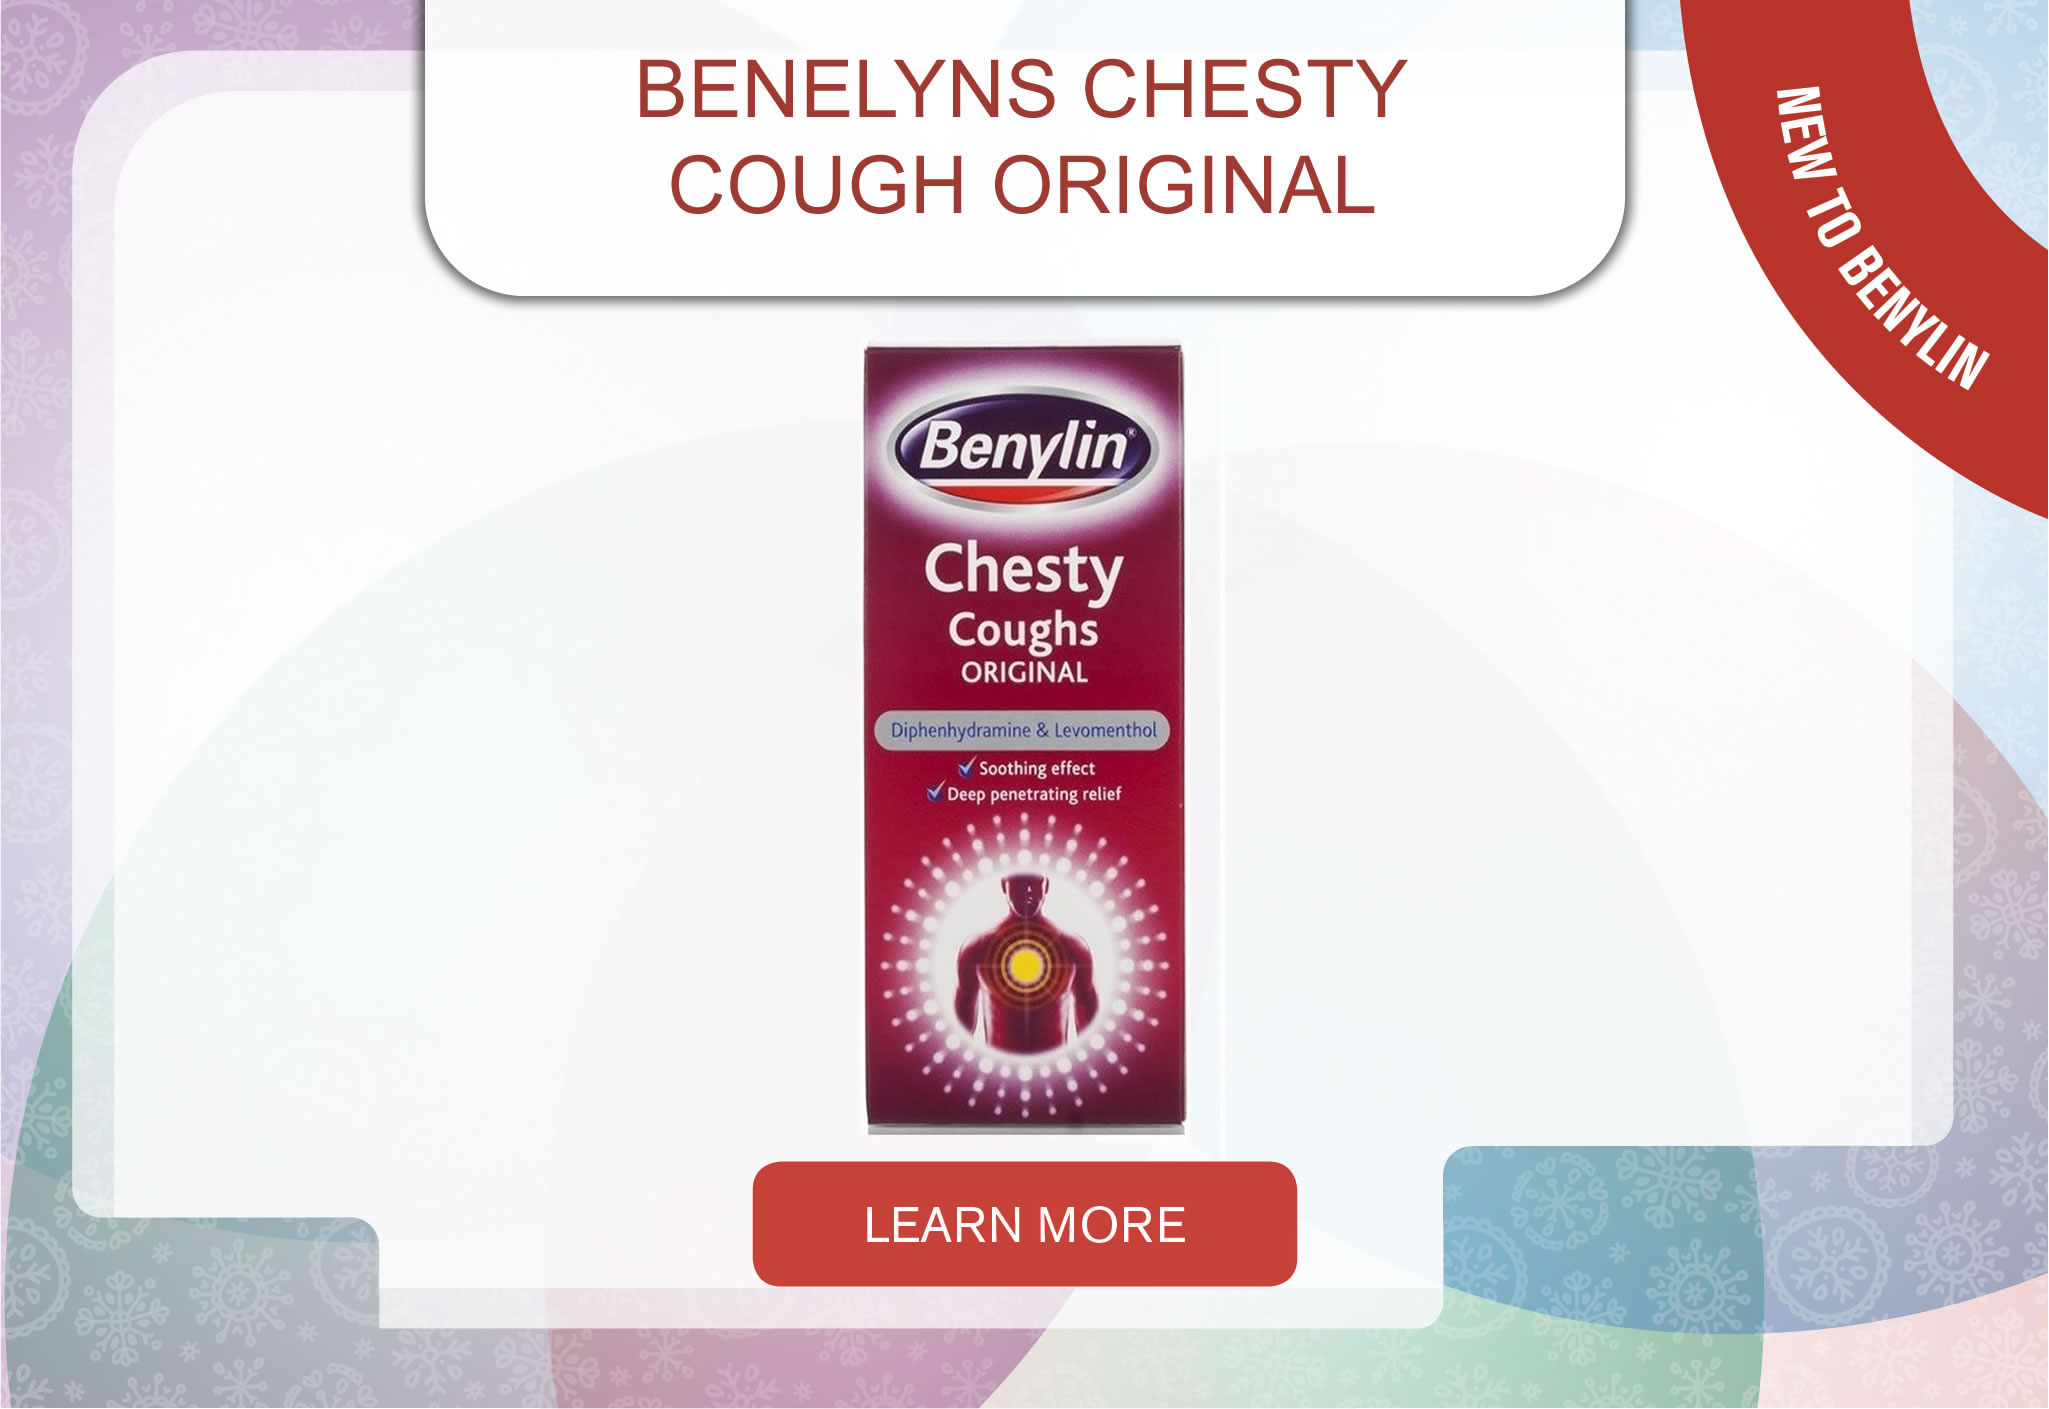 BENELYNS CHESTY
COUGH ORIGINAL
NEW TO BENYLIN
Benylin®
Chesty
Coughs
ORIGINAL
Diphenhydramine & Levomenthol
Soothing effect
Deep penetrating relief
LEARN MORE